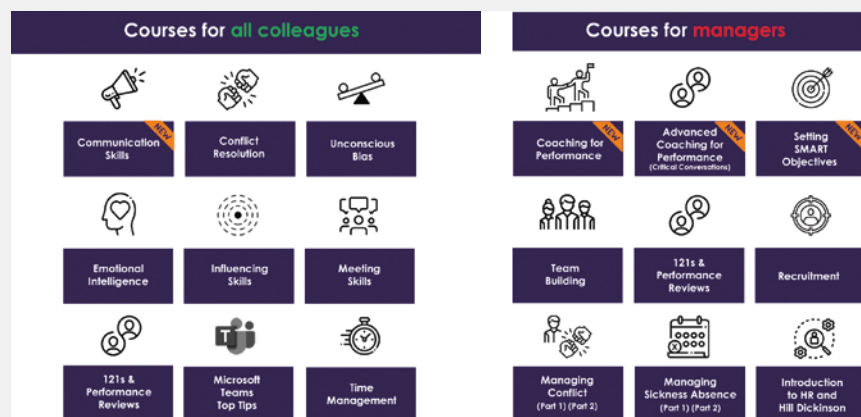 Courses for all colleagues
NEW
Communication
Skills
Conflict
Resolution
Unconscious
Bias
Emotional
Intelligence
Influencing
Skills
Meeting
Skills
121s &
Performance
Reviews
T
Microsoft
Teams
Top Tips
Time
Management
Courses for managers
NEW
Coaching for
Performance
NEW
Advanced
Coaching for
Performance
(Critical Conversations)
NEW
Setting
SMART
Objectives
Team
Building
121s &
Performance
Reviews
Recruitment
Managing
Conflict
(Part 1) (Part 2)
Managing
Sickness Absence
(Part 1) (Part 2)
Introduction
to HR and
Hill Dickinson